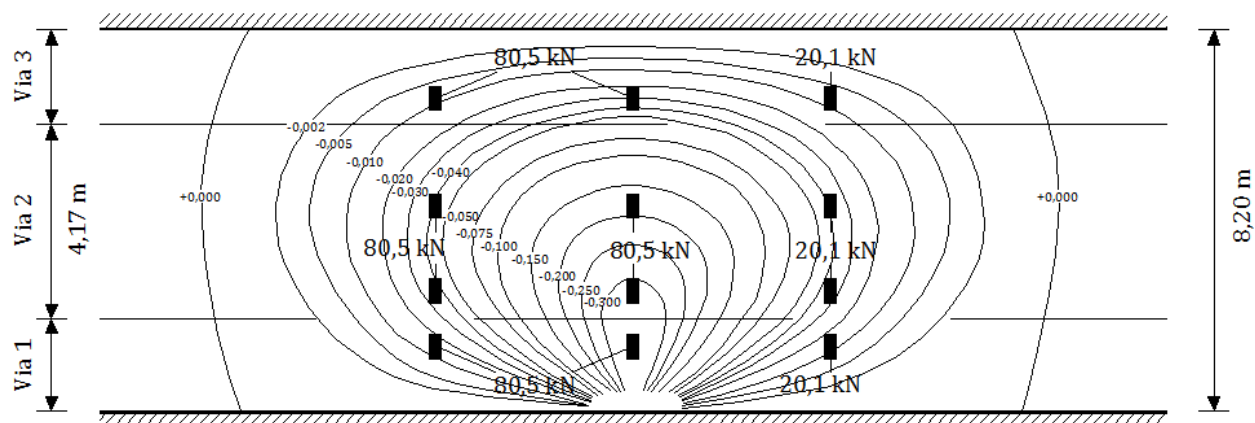 Via 3
Via 2
Via 1
4,17 m
8,20 m
80,5 kN
20,1 kN
-0,002
-0,005
-0,010
-0,020
-0,030
-0,040
+0,000
+0,000
-0,050
-0,075
-0,100
-0,150
-0,200
-0,250
-0,300
80,5 kN
80,5 kN
20,1 kN
80,5 kN
20,1 kN